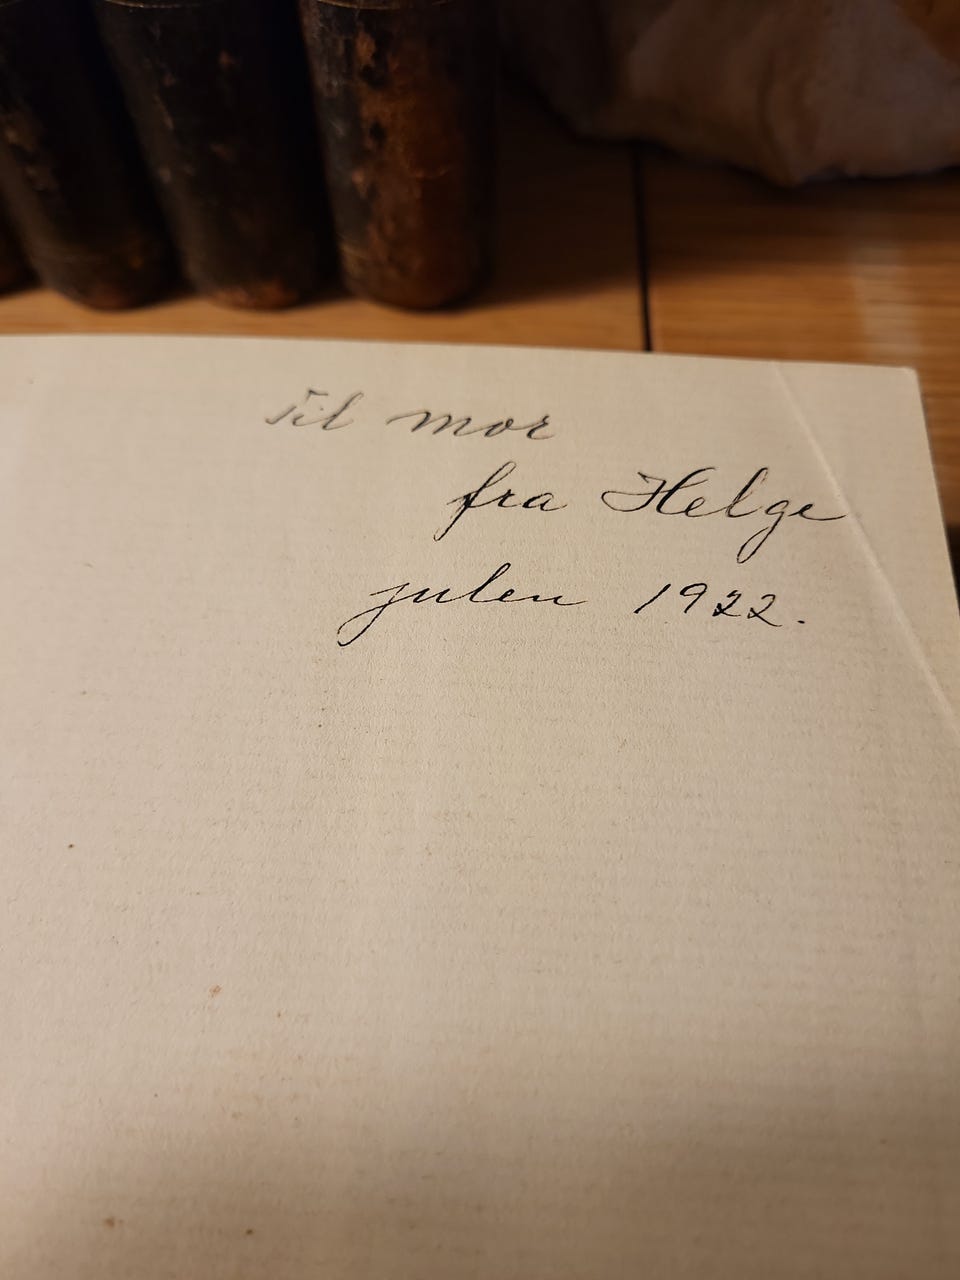 Til mor
fra Helge
julen 1922.